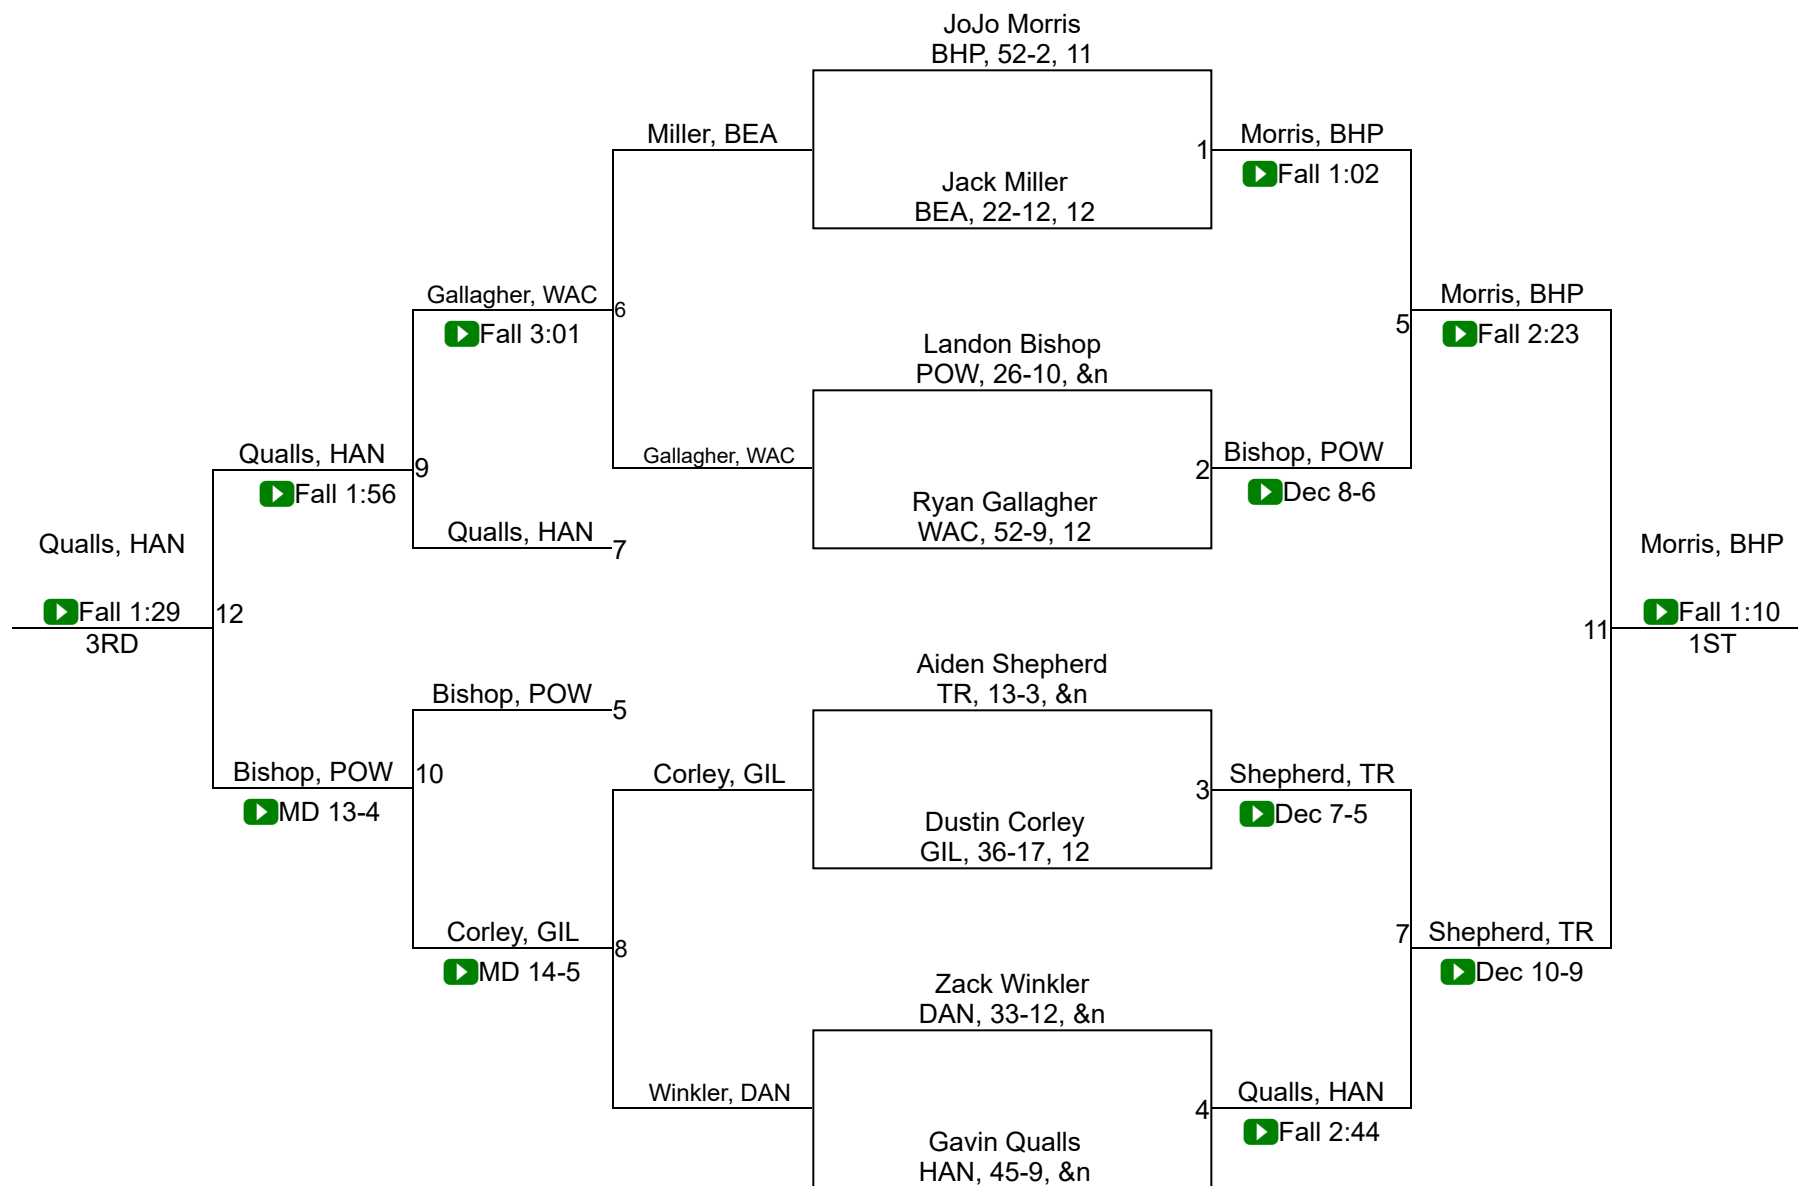 JoJo Morris
BHP, 52-2, 11
Miller, BEA
1
Morris, BHP
Fall 1:02
Jack Miller
BEA, 22-12, 12
Gallagher, WAC
6
Fall 3:01
5
Morris, BHP
Fall 2:23
Landon Bishop
POW, 26-10, &n
Qualls, HAN
9
Fall 1:56
Gallagher, WAC
2
Bishop, POW
Dec 8-6
Ryan Gallagher
WAC, 52-9, 12
Qualls, HAN
7
Qualls, HAN
Fall 1:29
12
3RD
Morris, BHP
11
Fall 1:10
1ST
Aiden Shepherd
TR, 13-3, &n
Bishop, POW
5
Bishop, POW
10
MD 13-4
Corley, GIL
3
Shepherd, TR
Dec 7-5
Dustin Corley
GIL, 36-17, 12
Corley, GIL
8
MD 14-5
7
Shepherd, TR
Dec 10-9
Zack Winkler
DAN, 33-12, &n
Winkler, DAN
4
Qualls, HAN
Fall 2:44
Gavin Qualls
HAN, 45-9, &n